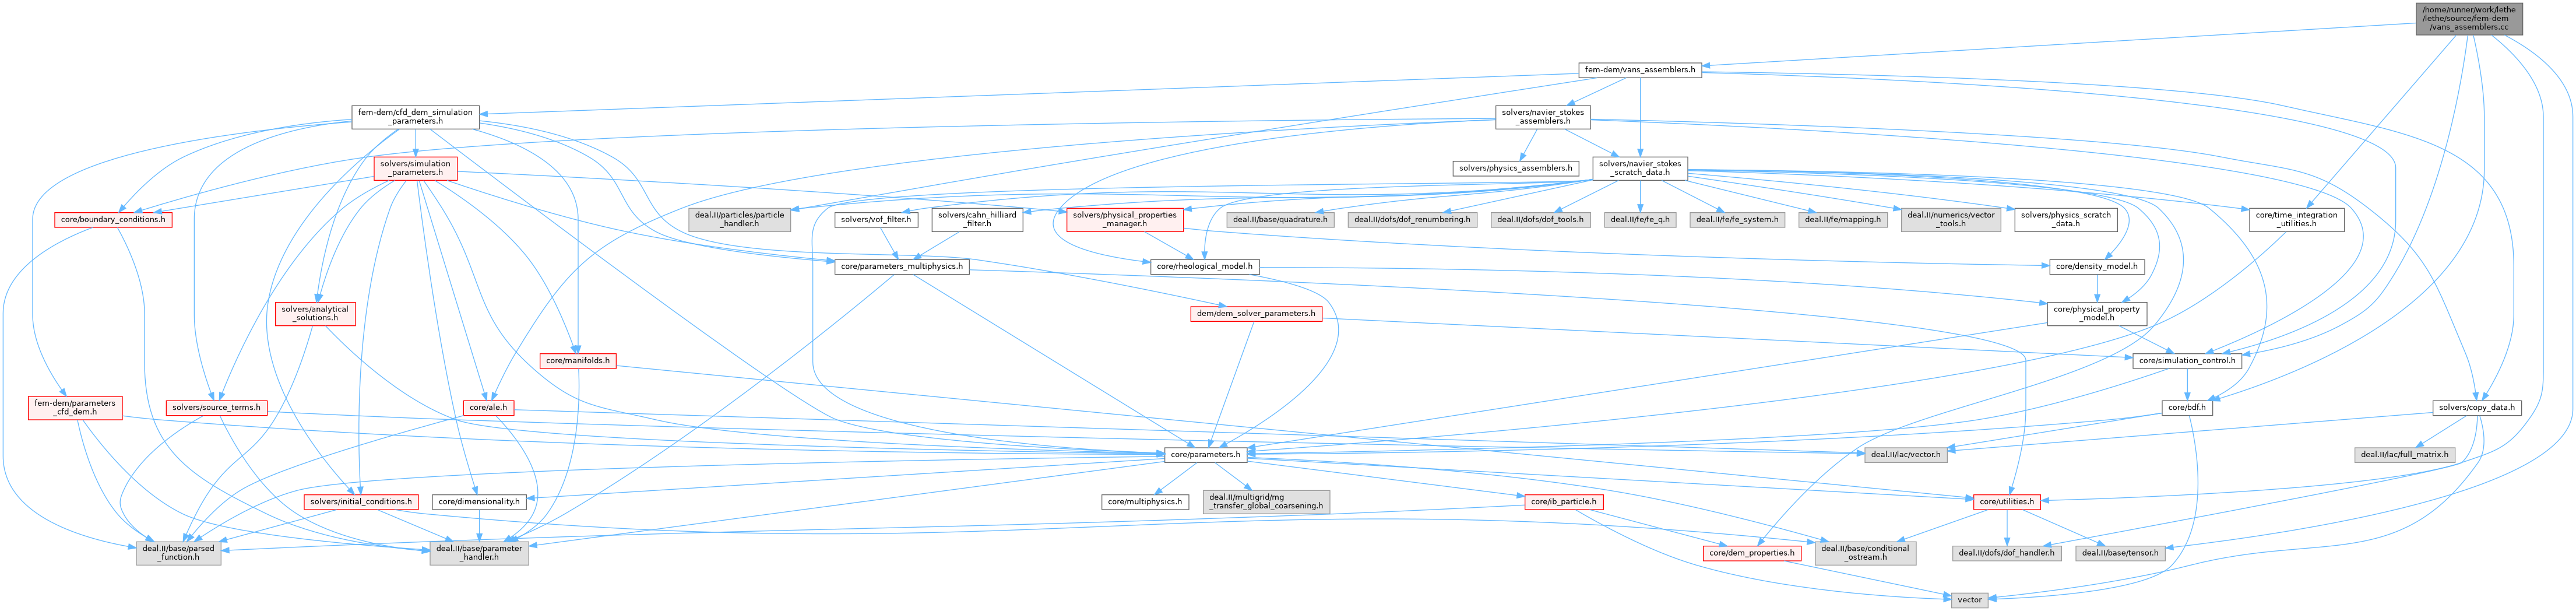 /home/runner/work/lethe
/lethe/source/fem-dem
/vans_assemblers.cc
fem-dem/vans_assemblers.h
fem-dem/cfd_dem_simulation
_parameters.h
solvers/navier_stokes
_assemblers.h
solvers/simulation
_parameters.h
solvers/physics_assemblers.h
solvers/navier_stokes
_scratch_data.h
core/boundary_conditions.h
deal.II/particles/particle
_handler.h
solvers/vof_filter.h
solvers/cahn_hilliard
_filter.h
solvers/physical_properties
_manager.h
deal.II/base/quadrature.h
deal.II/dofs/dof_renumbering.h
deal.II/dofs/dof_tools.h
deal.II/fe/fe_q.h
deal.II/fe/fe_system.h
deal.II/fe/mapping.h
deal.II/numerics/vector
_tools.h
solvers/physics_scratch
_data.h
core/time_integration
_utilities.h
core/parameters_multiphysics.h
core/rheological_model.h
core/density_model.h
solvers/analytical
_solutions.h
dem/dem_solver_parameters.h
core/physical_property
_model.h
core/manifolds.h
core/simulation_control.h
fem-dem/parameters
_cfd_dem.h
solvers/source_terms.h
core/ale.h
core/bdf.h
solvers/copy_data.h
core/parameters.h
deal.II/lac/vector.h
deal.II/lac/full_matrix.h
solvers/initial_conditions.h
core/dimensionality.h
core/multiphysics.h
deal.II/multigrid/mg
_transfer_global_coarsening.h
core/ib_particle.h
core/utilities.h
deal.II/base/parsed
_function.h
deal.II/base/parameter
_handler.h
core/dem_properties.h
deal.II/base/conditional
_ostream.h
deal.II/dofs/dof_handler.h
deal.II/base/tensor.h
vector